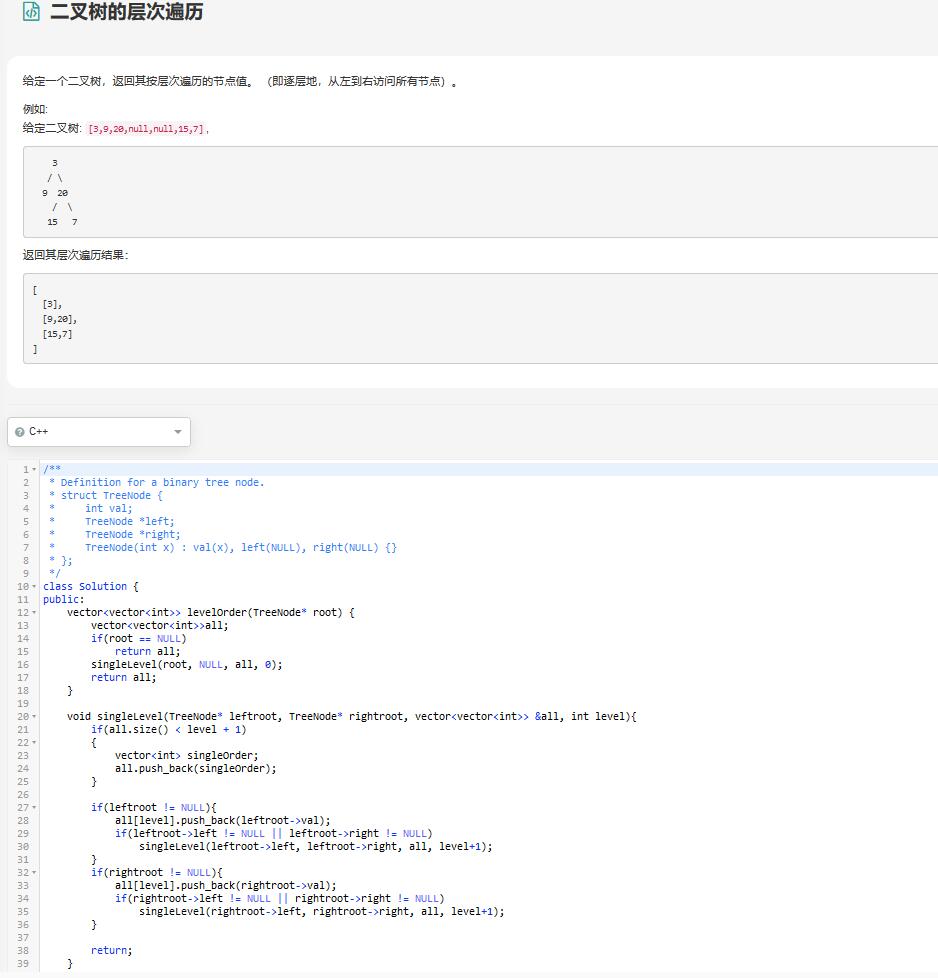 二叉树的层次遍历
给定一个二叉树，返回其按层次遍历的节点值。 （即逐层地，从左到右访问所有节点）。
例如:
给定二叉树: [3,9,20,null,null,15,7],
    3
   / \
  9  20
    /  \
   15   7
返回其层次遍历结果：
[
  [3],
  [9,20],
  [15,7]
]
C++
1 /**
2  * Definition for a binary tree node.
3  * struct TreeNode {
4  *     int val;
5  *     TreeNode *left;
6  *     TreeNode *right;
7  *     TreeNode(int x) : val(x), left(NULL), right(NULL) {}
8  * };
9  */
10 class Solution {
11 public:
12     vector<vector<int>> levelOrder(TreeNode* root) {
13         vector<vector<int>>all;
14         if(root == NULL)
15             return all;
16         singleLevel(root, NULL, all, 0);
17         return all;
18     }
19
20     void singleLevel(TreeNode* leftroot, TreeNode* rightroot, vector<vector<int>> &all, int level){
21         if(all.size() < level + 1)
22         {
23             vector<int> singleOrder;
24             all.push_back(singleOrder);
25         }
26
27         if(leftroot != NULL){
28             all[level].push_back(leftroot->val);
29             if(leftroot->left != NULL || leftroot->right != NULL)
30                 singleLevel(leftroot->left, leftroot->right, all, level+1);
31         }
32         if(rightroot != NULL){
33             all[level].push_back(rightroot->val);
34             if(rightroot->left != NULL || rightroot->right != NULL)
35                 singleLevel(rightroot->left, rightroot->right, all, level+1);
36         }
37
38         return;
39     }